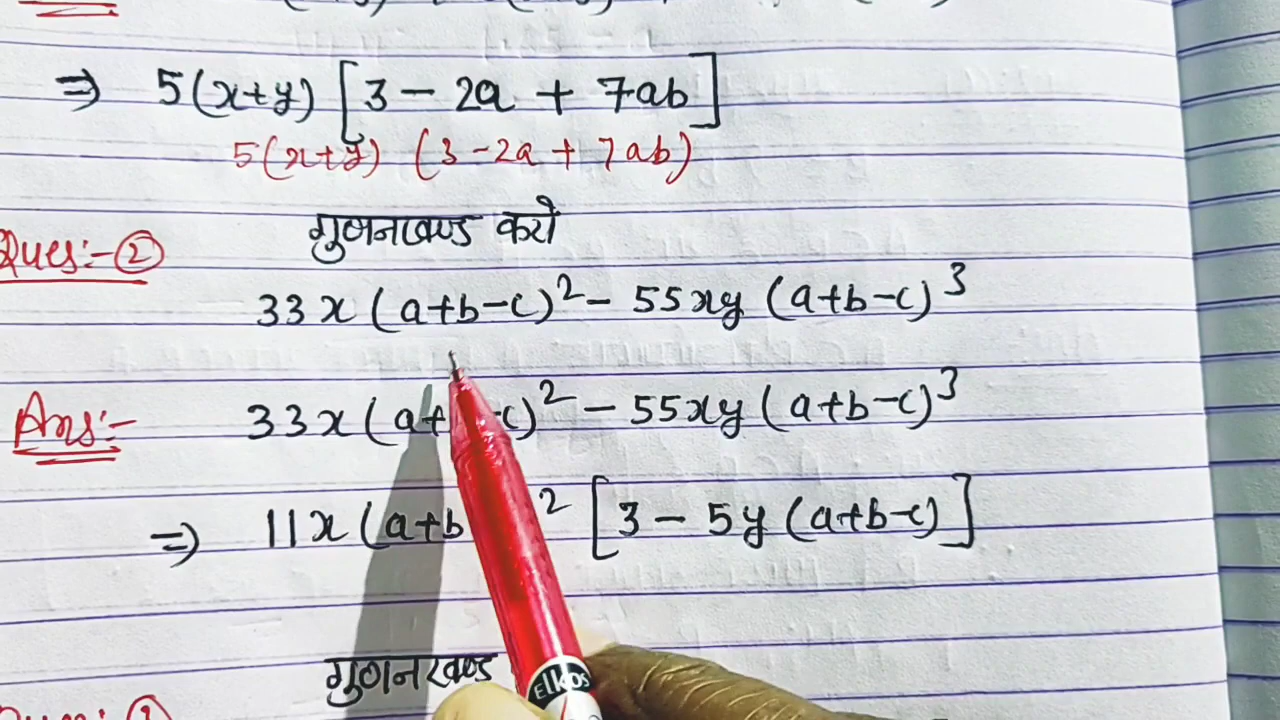 ⇒ 5(x+y) [3 - 2a + 7ab]
5(x+y) (3-2a + 7ab)
गुणनखण्ड करो
Ques:- ②
33x (a+b-c)² - 55xy (a+b-c)³
Ans:- 33x (a+ -c)² - 55xy (a+b-c)³
⇒ 11x (a+b ² [3 - 5y (a+b-c)]
Elkos
गुणनखण्ड